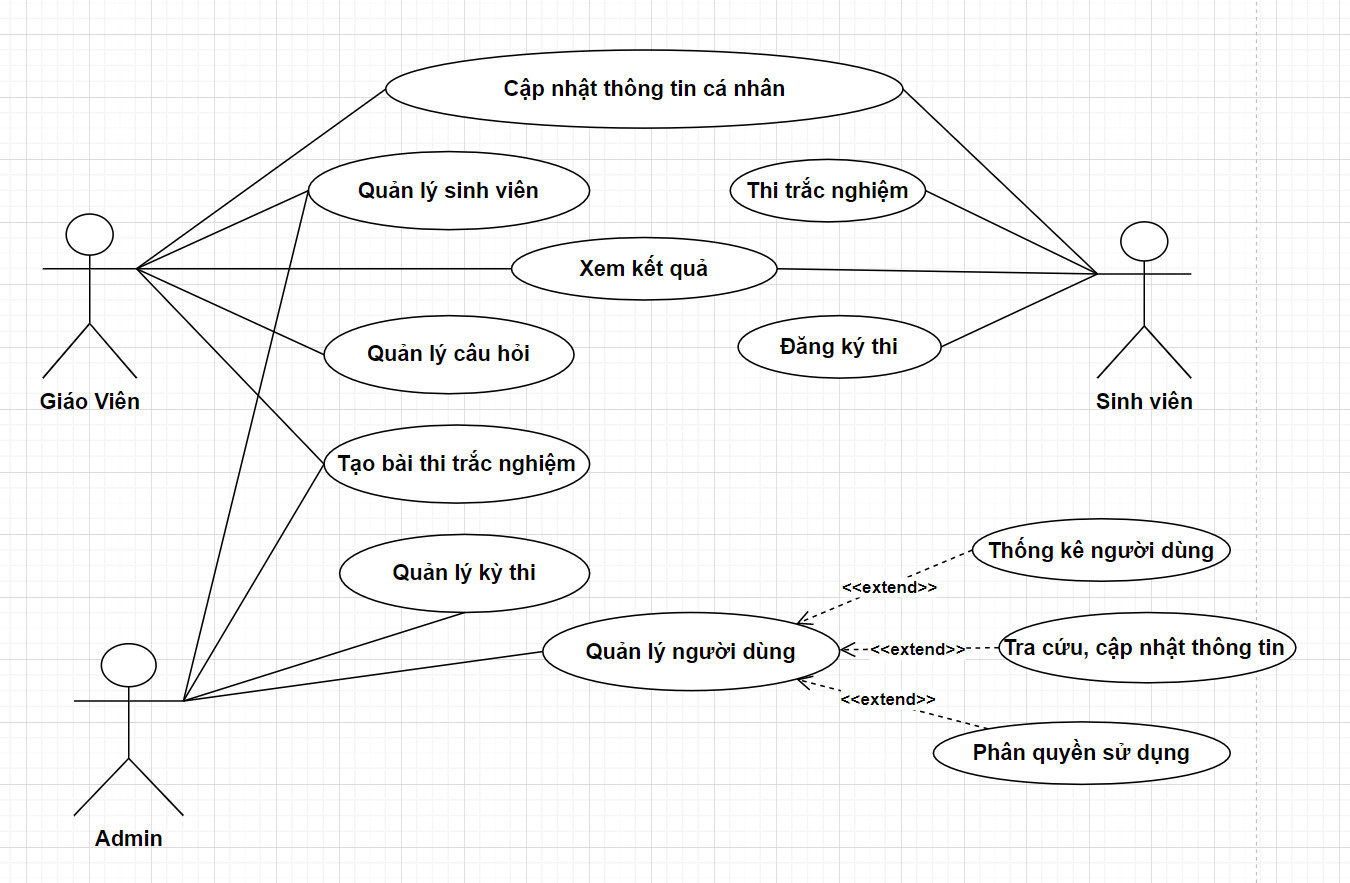 Cập nhật thông tin cá nhân
Quản lý sinh viên
Thi trắc nghiệm
Xem kết quả
Quản lý câu hỏi
Đăng ký thi
Giáo Viên
Sinh viên
Tạo bài thi trắc nghiệm
Quản lý kỳ thi
Thống kê người dùng
<<extend>>
Quản lý người dùng
<<extend>>
Tra cứu, cập nhật thông tin
<<extend>>
Phân quyền sử dụng
Admin